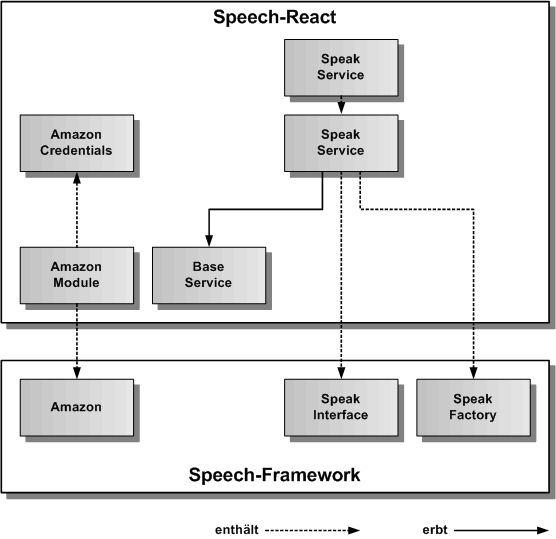 Speech-React
Speak
Service
Amazon
Credentials
Speak
Service
Amazon
Module
Base
Service
Amazon
Speak
Interface
Speak
Factory
Speech-Framework
enthält
erbt